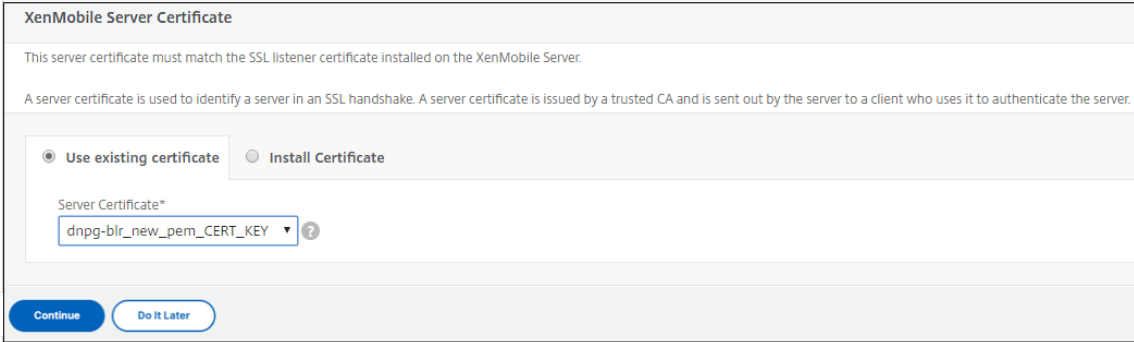 XenMobile Server Certificate
This server certificate must match the SSL listener certificate installed on the XenMobile Server.
A server certificate is used to identify a server in an SSL handshake. A server certificate is issued by a trusted CA and is sent out by the server to a client who uses it to authenticate the server.
Use existing certificate Install Certificate
Server Certificate*
dnpg-blr_new_pem_CERT_KEY ?
Continue Do It Later